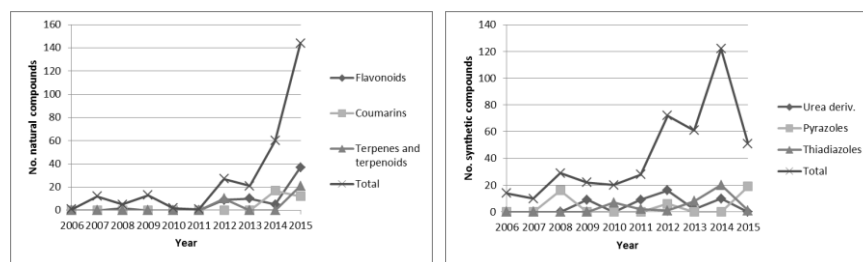 No. natural compounds
160
140
120
100
80
60
40
20
0
2006 2007 2008 2009 2010 2011 2012 2013 2014 2015
Year
Flavonoids
Coumarins
Terpenes and
terpenoids
Total
No. synthetic compounds
140
120
100
80
60
40
20
0
2006 2007 2008 2009 2010 2011 2012 2013 2014 2015
Year
Urea deriv.
Pyrazoles
Thiadiazoles
Total